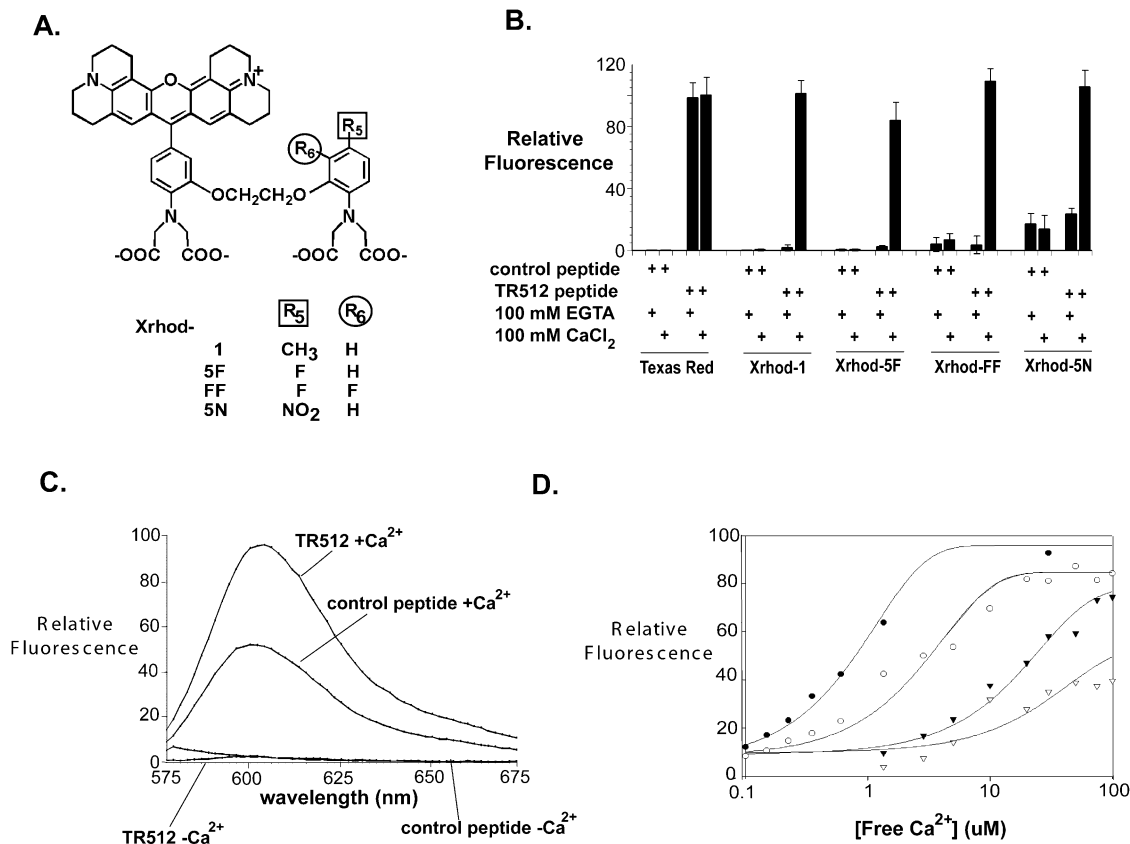 A.
N
O
N+
R5
R6
OCH2CH2O
N
N
-OOC
COO-
-OOC
COO-
Xrhod-
R5
R6
1 CH3 H
5F F H
FF F F
5N NO2 H
B.
Relative
Fluorescence
120
80
40
0
control peptide ++ ++ ++ ++ ++
TR512 peptide ++ ++ ++ ++ ++
100 mM EGTA + + + + + + + + + +
100 mM CaCl2 + + + + + + + + + +
Texas Red Xrhod-1 Xrhod-5F Xrhod-FF Xrhod-5N
C.
Relative
Fluorescence
100
80
60
40
20
0
TR512 +Ca2+
control peptide +Ca2+
575 600 625 650 675
wavelength (nm)
TR512 -Ca2+
control peptide -Ca2+
D.
Relative
Fluorescence
100
80
60
40
20
0
0.1 1 10 100
[Free Ca2+] (uM)